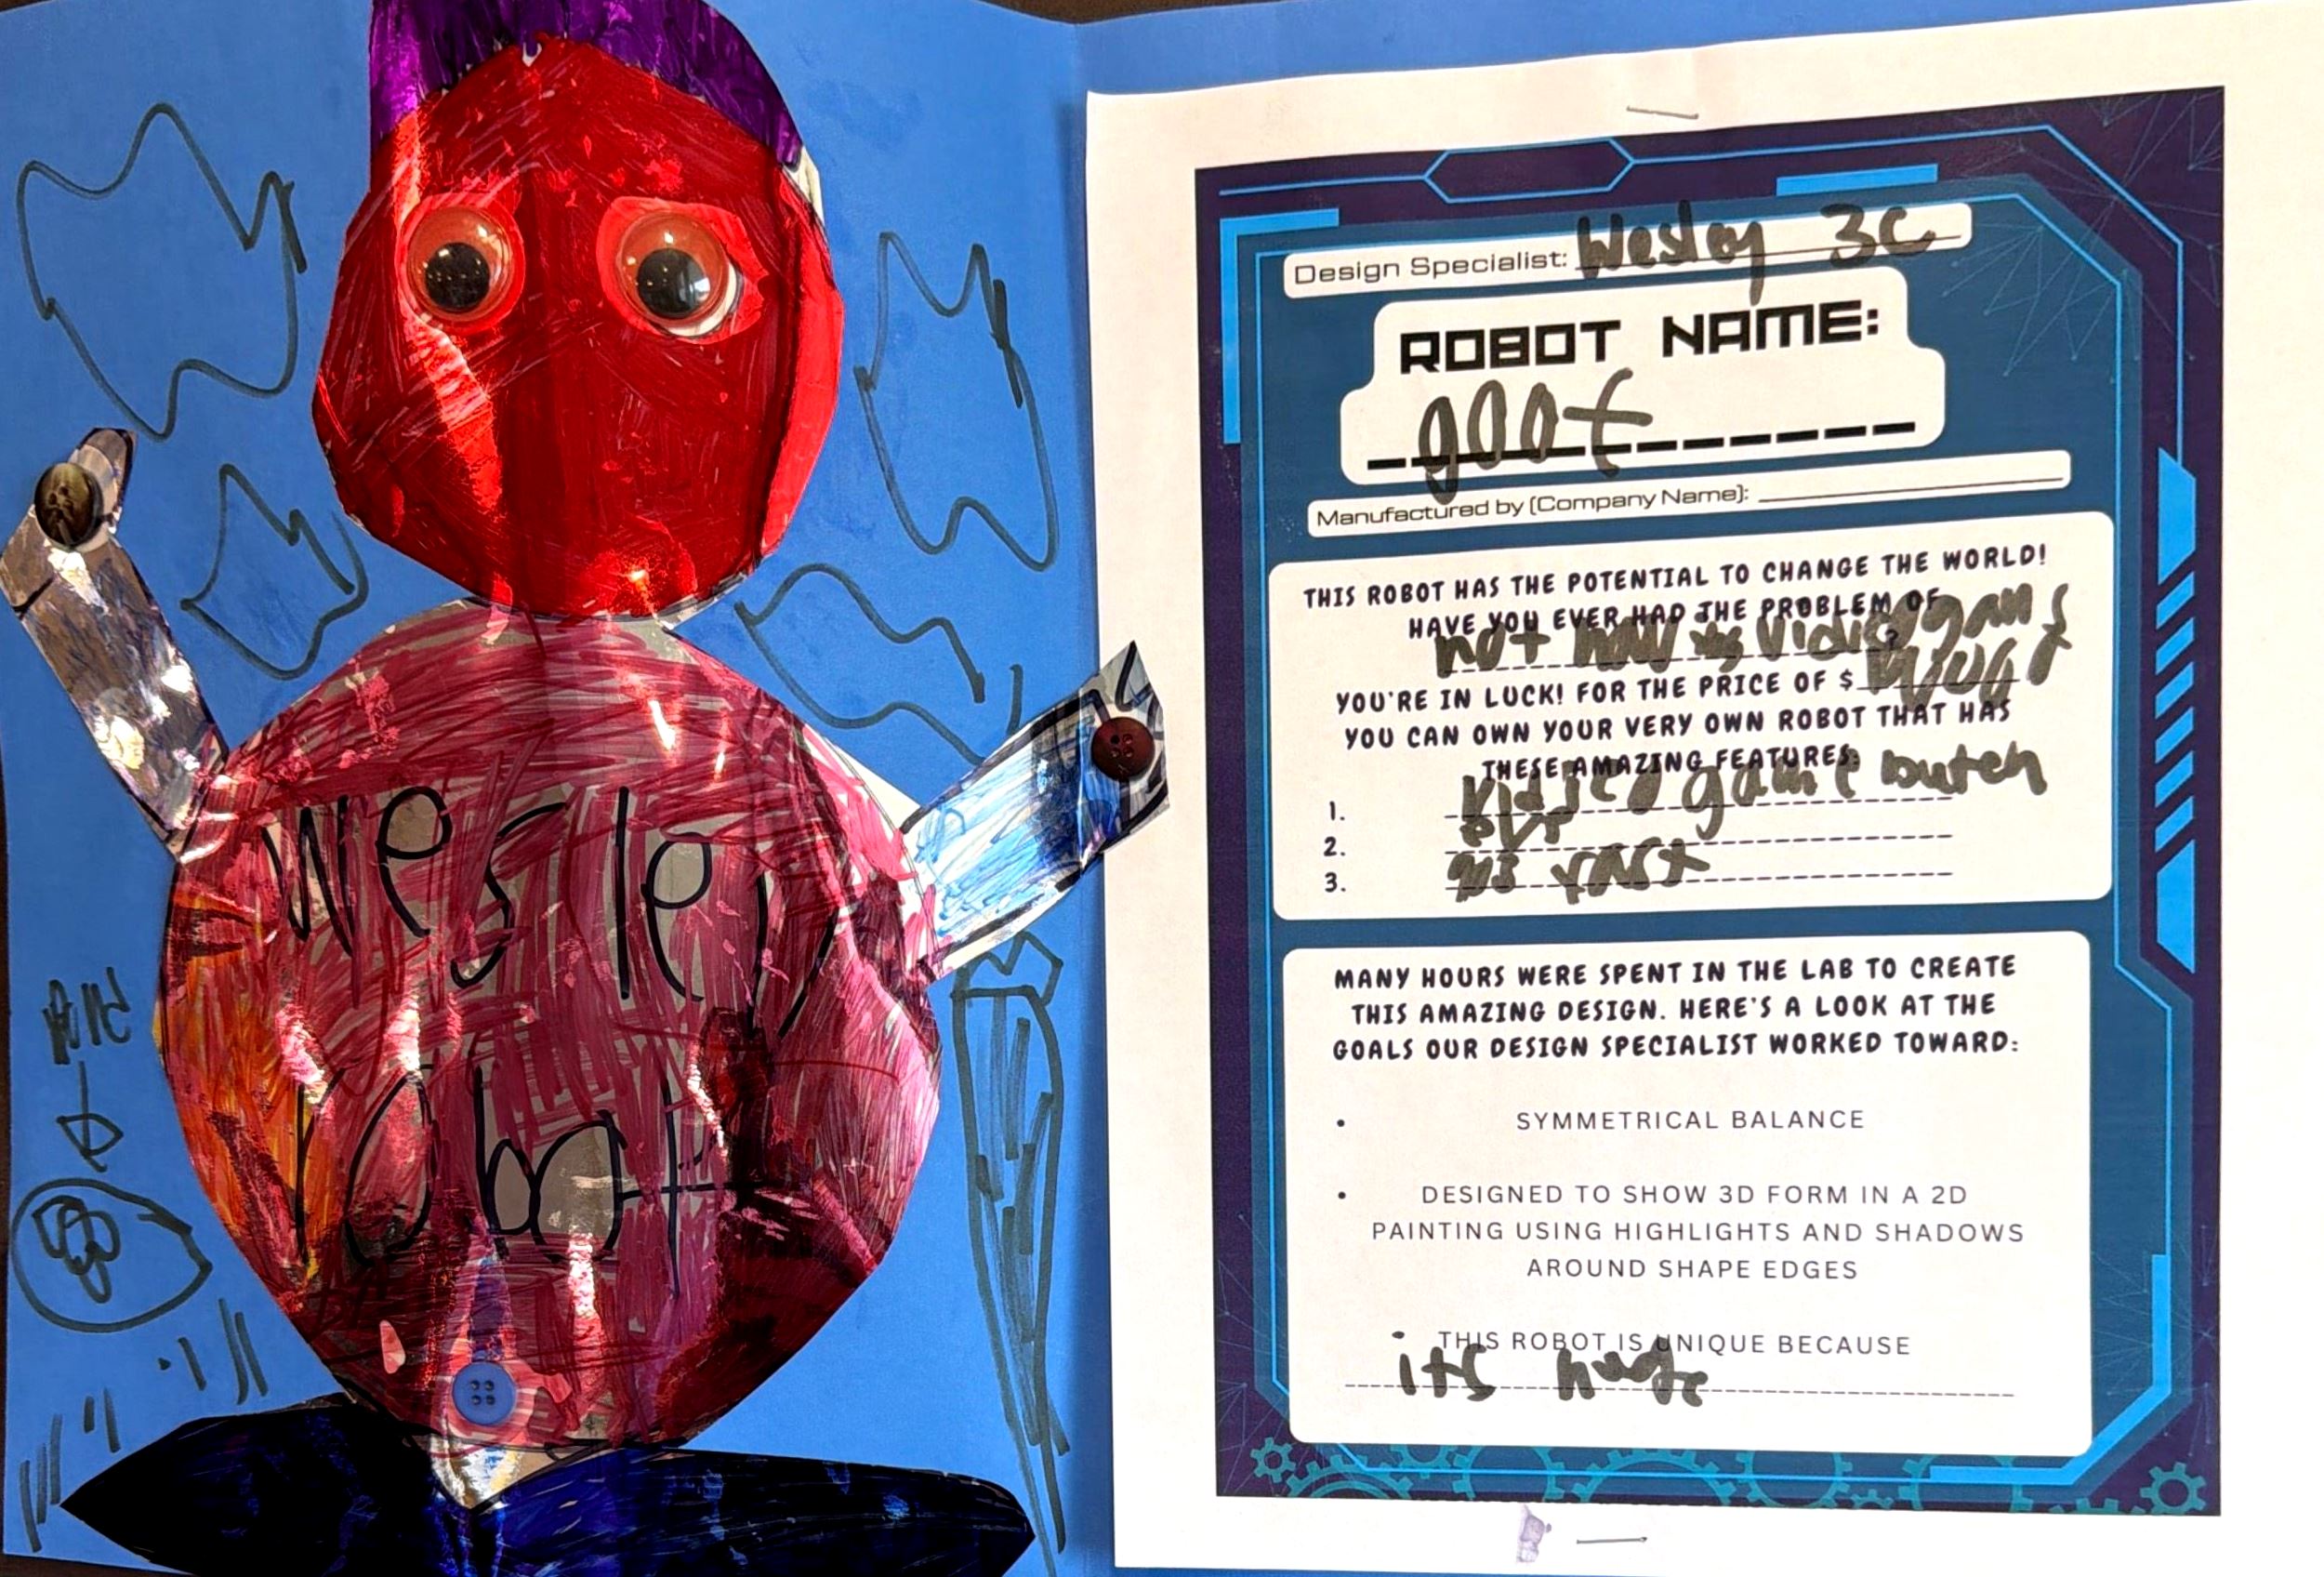 wesley
robot
Design Specialist: Wesley 3C
ROBOT NAME:
goat
Manufactured by (Company Name):
THIS ROBOT HAS THE POTENTIAL TO CHANGE THE WORLD!
HAVE YOU EVER HAD THE PROBLEM OF
not
?
YOU'RE IN LUCK! FOR THE PRICE OF $
YOU CAN OWN YOUR VERY OWN ROBOT THAT HAS
THESE AMAZING FEATURES:
1. game
2.
3.
MANY HOURS WERE SPENT IN THE LAB TO CREATE
THIS AMAZING DESIGN. HERE'S A LOOK AT THE
GOALS OUR DESIGN SPECIALIST WORKED TOWARD:
• SYMMETRICAL BALANCE
• DESIGNED TO SHOW 3D FORM IN A 2D
PAINTING USING HIGHLIGHTS AND SHADOWS
AROUND SHAPE EDGES
• THIS ROBOT IS UNIQUE BECAUSE
its huge